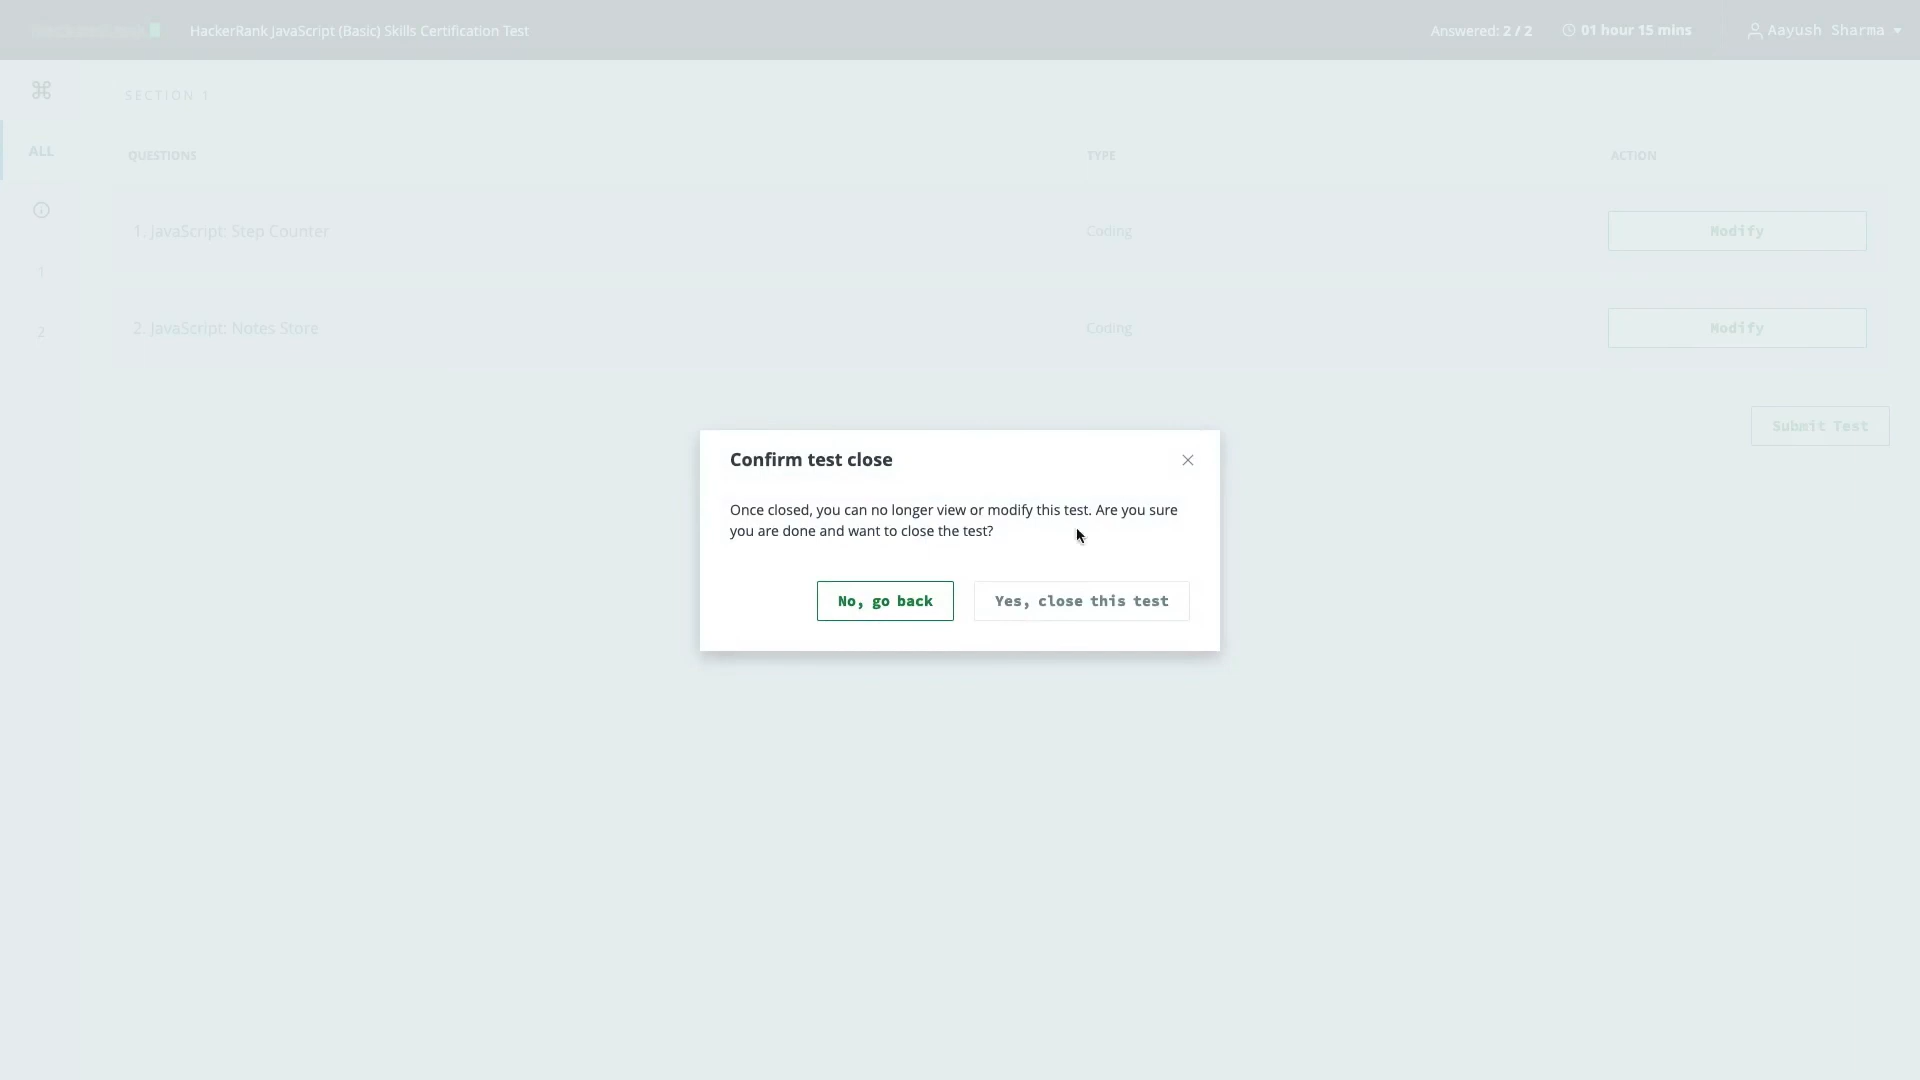 HackerRank JavaScript (Basic) Skills Certification Test
Answered: 2 / 2
01 hour 15 mins
Aayush Sharma
SECTION 1
ALL
QUESTIONS
TYPE
ACTION
1. JavaScript: Step Counter
Coding
Modify
1
2. JavaScript: Notes Store
Coding
Modify
2
Submit Test
Confirm test close
Once closed, you can no longer view or modify this test. Are you sure
you are done and want to close the test?
No, go back
Yes, close this test